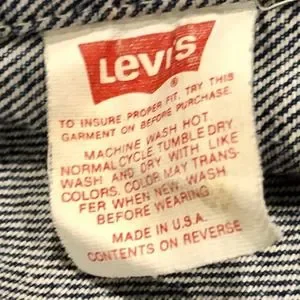 LEVI'S
®
TO INSURE PROPER FIT, TRY THIS
GARMENT ON BEFORE PURCHASE.
MACHINE WASH HOT,
NORMAL CYCLE TUMBLE DRY.
WASH AND DRY WITH LIKE
COLORS. COLOR MAY TRANS-
FER WHEN NEW. WASH
BEFORE WEARING
MADE IN U.S.A.
CONTENTS ON REVERSE